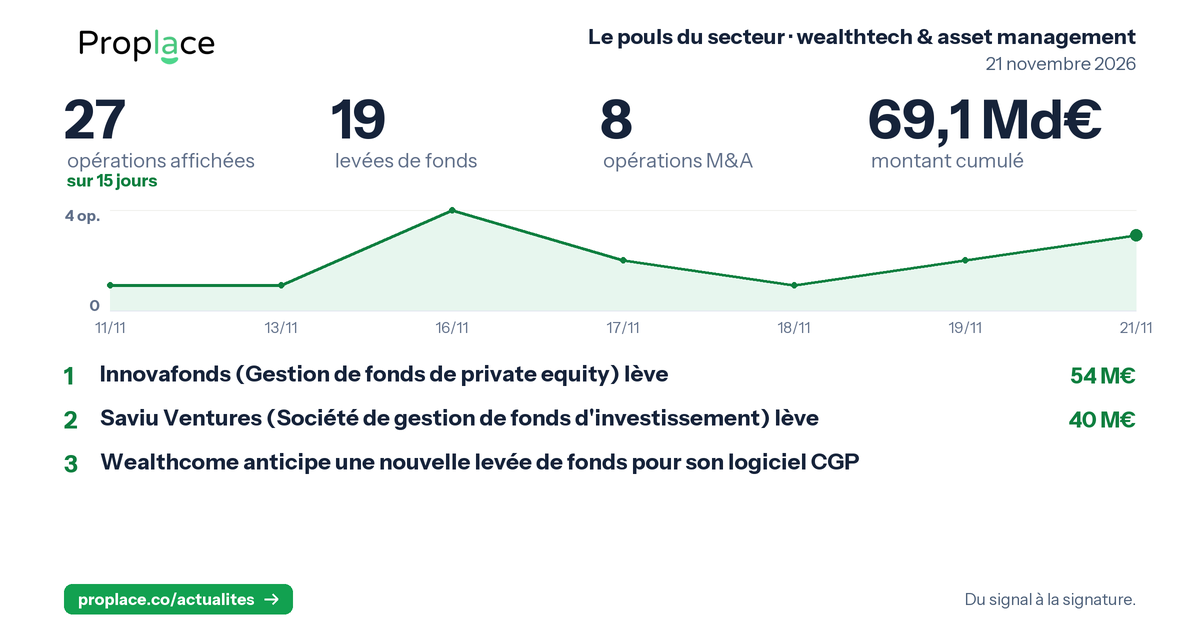 Proplace
Le pouls du secteur · wealthtech & asset management
21 novembre 2026
27
opérations affichées
sur 15 jours
19
levées de fonds
8
opérations M&A
69,1 Md€
montant cumulé
4 op.
0
11/11 13/11 16/11 17/11 18/11 19/11 21/11
1 Innovafonds (Gestion de fonds de private equity) lève 54 M€
2 Saviu Ventures (Société de gestion de fonds d'investissement) lève 40 M€
3 Wealthcome anticipe une nouvelle levée de fonds pour son logiciel CGP
proplace.co/actualites →
Du signal à la signature.